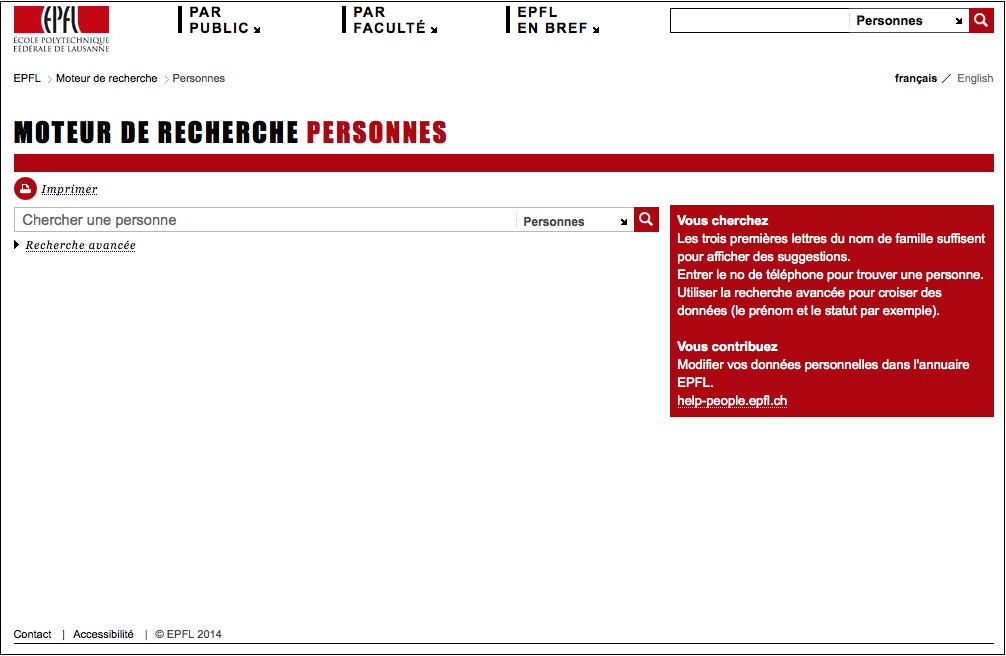 EPFL
ECOLE POLYTECHNIQUE
FÉDÉRALE DE LAUSANNE
PAR
PUBLIC
PAR
FACULTÉ
EPFL
EN BREF
Personnes
EPFL > Moteur de recherche > Personnes
français / English
MOTEUR DE RECHERCHE PERSONNES
Imprimer
Chercher une personne
Personnes
Recherche avancée
Vous cherchez
Les trois premières lettres du nom de famille suffisent
pour afficher des suggestions.
Entrer le no de téléphone pour trouver une personne.
Utiliser la recherche avancée pour croiser des
données (le prénom et le statut par exemple).
Vous contribuez
Modifier vos données personnelles dans l'annuaire
EPFL.
help-people.epfl.ch
Contact | Accessibilité | © EPFL 2014